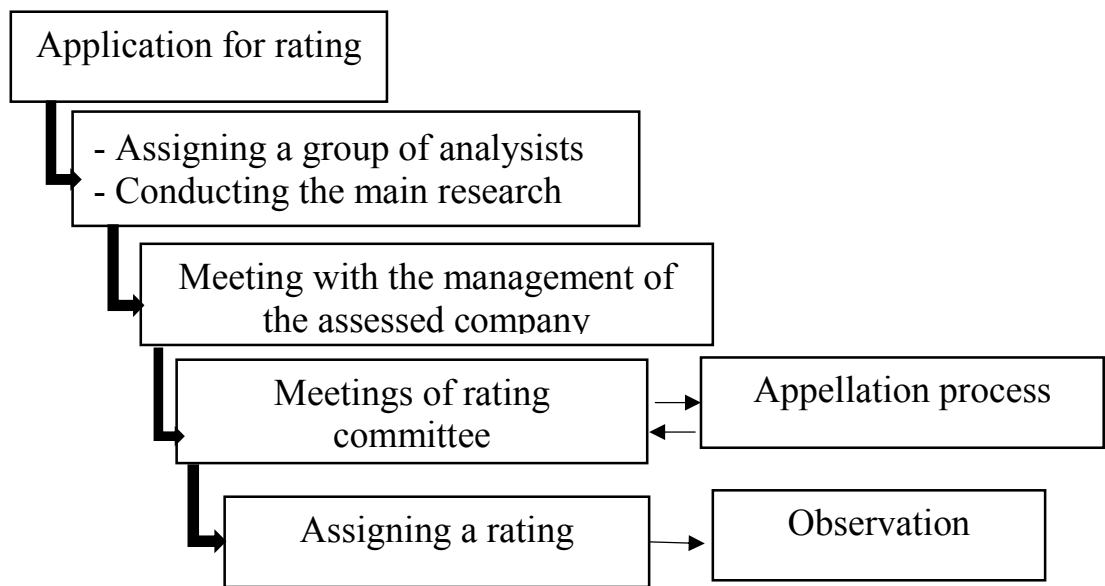 Application for rating
- Assigning a group of analysists
- Conducting the main research
Meeting with the management of
the assessed company
Meetings of rating
committee
Appellation process
Assigning a rating
Observation